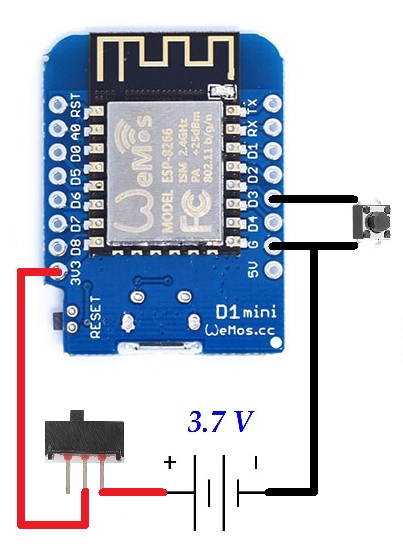 RST TX
A0 RX
D0 D1
D5 D2
D6 D3
D7 D4
D8 G
3V3 5V
WeMos
MODEL ESP-8266
ISM 2.4GHz
PA +25dBm
802.11b/g/n
FC
RESET
D1 mini
WeMos.cc
3.7 V
+ -